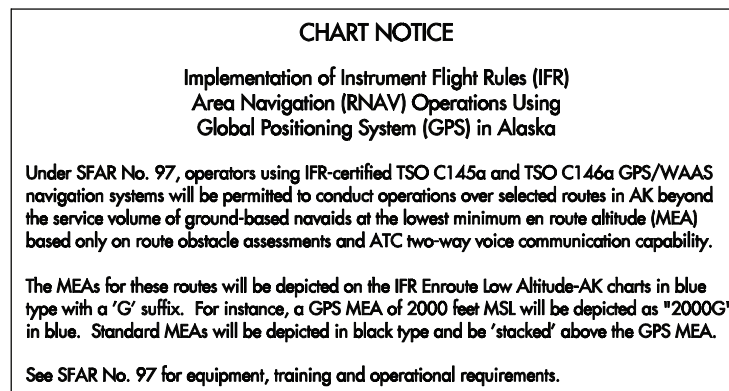 CHART NOTICE
Implementation of Instrument Flight Rules (IFR)
Area Navigation (RNAV) Operations Using
Global Positioning System (GPS) in Alaska
Under SFAR No. 97, operators using IFR-certified TSO C145a and TSO C146a GPS/WAAS
navigation systems will be permitted to conduct operations over selected routes in AK beyond
the service volume of ground-based navaids at the lowest minimum en route altitude (MEA)
based only on route obstacle assessments and ATC two-way voice communication capability.
The MEAs for these routes will be depicted on the IFR Enroute Low Altitude-AK charts in blue
type with a 'G' suffix. For instance, a GPS MEA of 2000 feet MSL will be depicted as "2000G"
in blue. Standard MEAs will be depicted in black type and be 'stacked' above the GPS MEA.
See SFAR No. 97 for equipment, training and operational requirements.